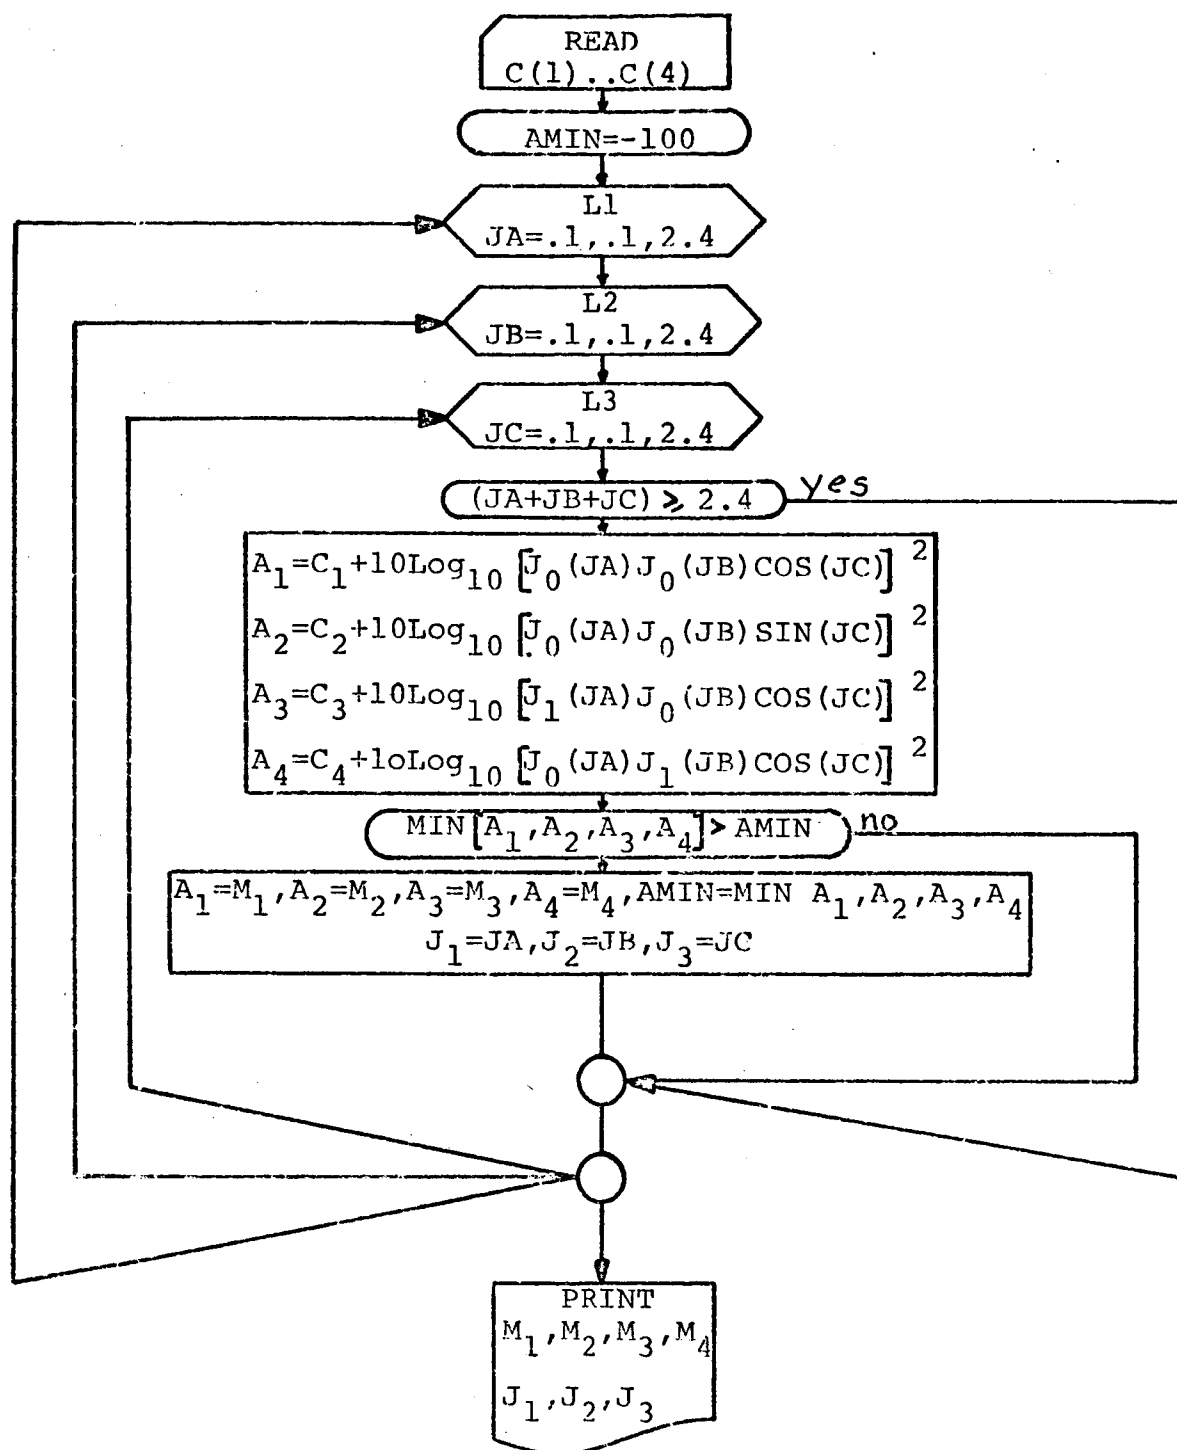 READ
C(1)..C(4)
AMIN=-100
L1
JA=.1,.1,2.4
L2
JB=.1,.1,2.4
L3
JC=.1,.1,2.4
(JA+JB+JC) ≥ 2.4
yes
A₁=C₁+10Log₁₀ [J₀(JA)J₀(JB)COS(JC)]²
A₂=C₂+10Log₁₀ [J₀(JA)J₀(JB)SIN(JC)]²
A₃=C₃+10Log₁₀ [J₁(JA)J₀(JB)COS(JC)]²
A₄=C₄+1oLog₁₀ [J₀(JA)J₁(JB)COS(JC)]²
MIN[A₁,A₂,A₃,A₄]>AMIN
no
A₁=M₁,A₂=M₂,A₃=M₃,A₄=M₄,AMIN=MIN A₁,A₂,A₃,A₄
J₁=JA,J₂=JB,J₃=JC
PRINT
M₁,M₂,M₃,M₄
J₁,J₂,J₃